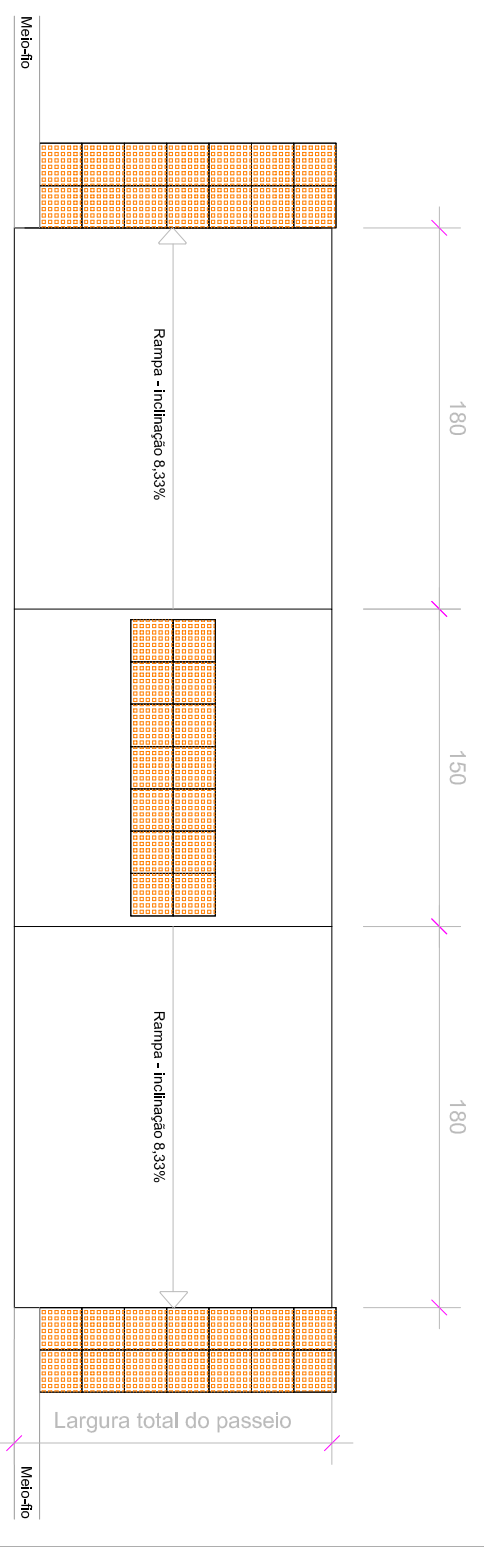 Meio-fio
180
Rampa - inclinação 8,33%
150
180
Rampa - inclinação 8,33%
Largura total do passeio
Meio-fio